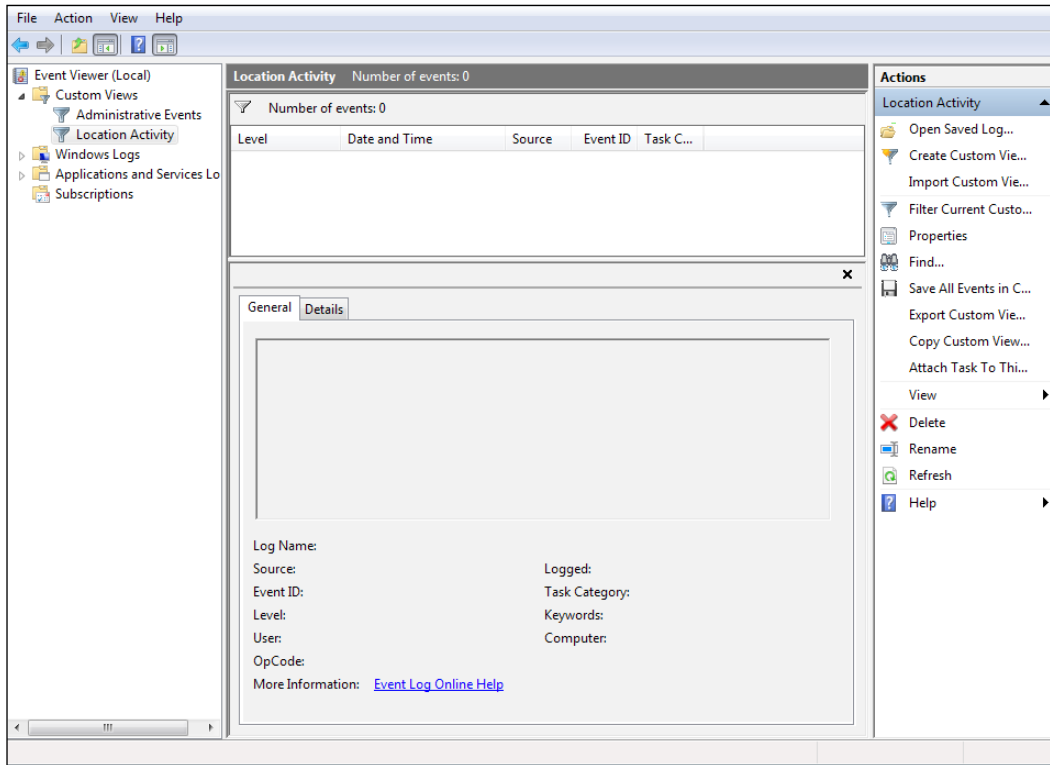 File Action View Help
Event Viewer (Local)
Custom Views
Administrative Events
Location Activity
Windows Logs
Applications and Services Lo
Subscriptions
Location Activity Number of events: 0
Number of events: 0
Level Date and Time Source Event ID Task C...
General Details
Log Name:
Source: Logged:
Event ID: Task Category:
Level: Keywords:
User: Computer:
OpCode:
More Information: Event Log Online Help
Actions
Location Activity
Open Saved Log...
Create Custom Vie...
Import Custom Vie...
Filter Current Custo...
Properties
Find...
Save All Events in C...
Export Custom Vie...
Copy Custom View...
Attach Task To Thi...
View
Delete
Rename
Refresh
Help